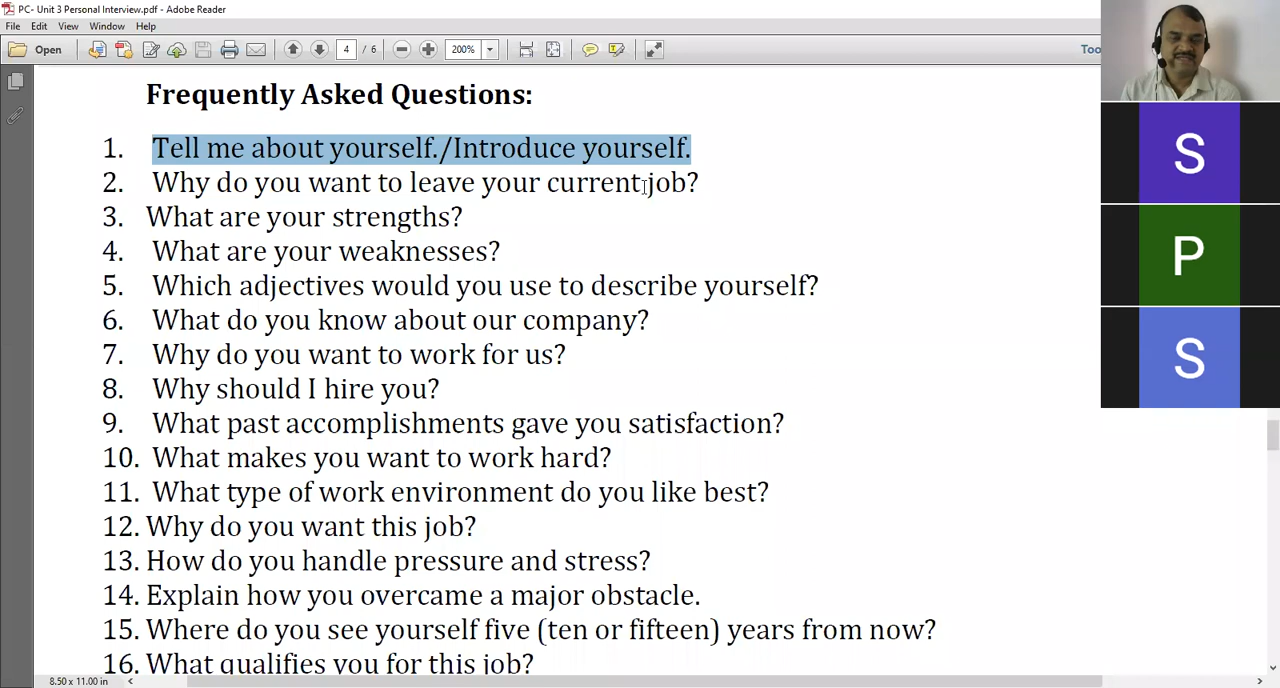 PC- Unit 3 Personal Interview.pdf - Adobe Reader
File Edit View Window Help
Open 4 / 6 200% Too
Frequently Asked Questions:
1. Tell me about yourself./Introduce yourself.
2. Why do you want to leave your current job?
3. What are your strengths?
4. What are your weaknesses?
5. Which adjectives would you use to describe yourself?
6. What do you know about our company?
7. Why do you want to work for us?
8. Why should I hire you?
9. What past accomplishments gave you satisfaction?
10. What makes you want to work hard?
11. What type of work environment do you like best?
12. Why do you want this job?
13. How do you handle pressure and stress?
14. Explain how you overcame a major obstacle.
15. Where do you see yourself five (ten or fifteen) years from now?
16. What qualifies you for this job?
8.50 x 11.00 in
S
P
S